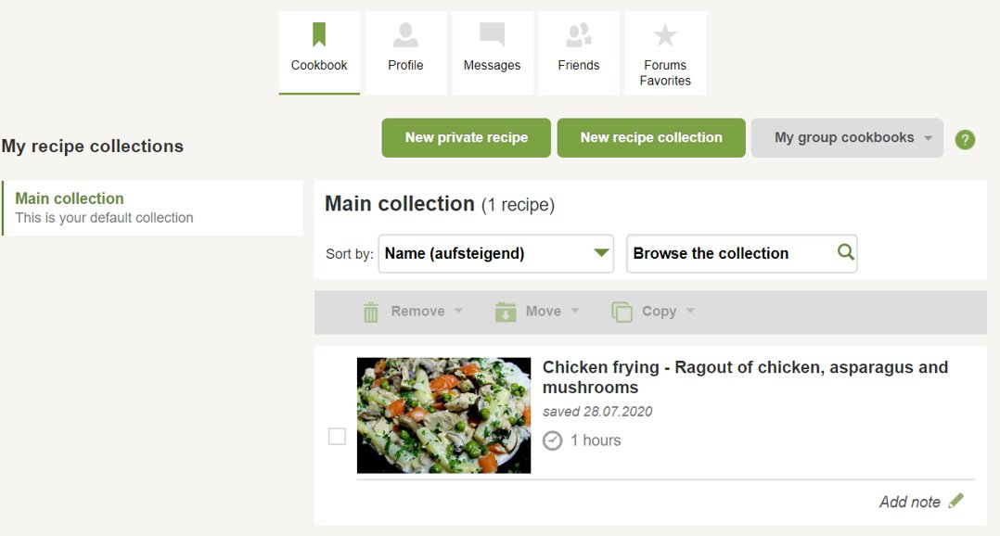 Cookbook
Profile
Messages
Friends
Forums
Favorites
My recipe collections
New private recipe
New recipe collection
My group cookbooks
?
Main collection
This is your default collection
Main collection (1 recipe)
Sort by:
Name (aufsteigend)
Browse the collection
Remove
Move
Copy
Chicken frying - Ragout of chicken, asparagus and
mushrooms
saved 28.07.2020
1 hours
Add note